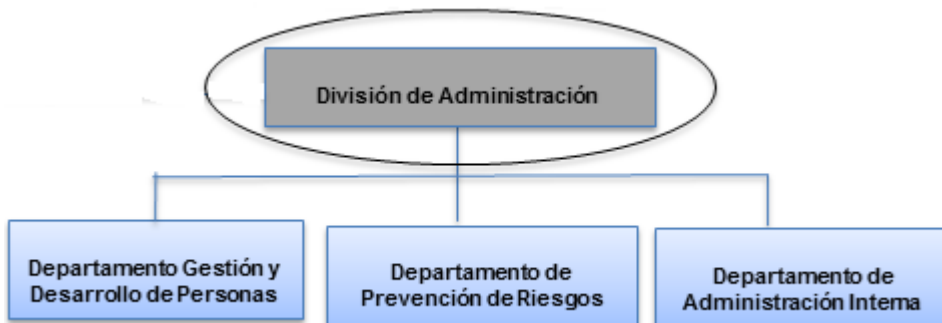 División de Administración
Departamento Gestión y
Desarrollo de Personas
Departamento de
Prevención de Riesgos
Departamento de
Administración Interna